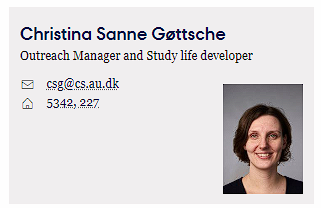 Christina Sanne Gøttsche
Outreach Manager and Study life developer
csg@cs.au.dk
5342, 227